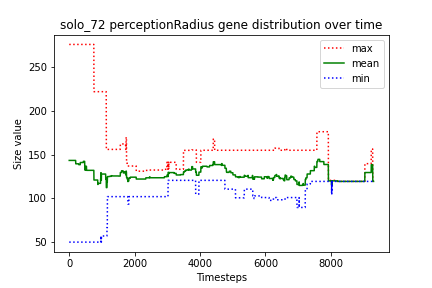 solo_72 perceptionRadius gene distribution over time
max
mean
min
Size value
250
200
150
100
50
0
2000
4000
6000
8000
Timesteps